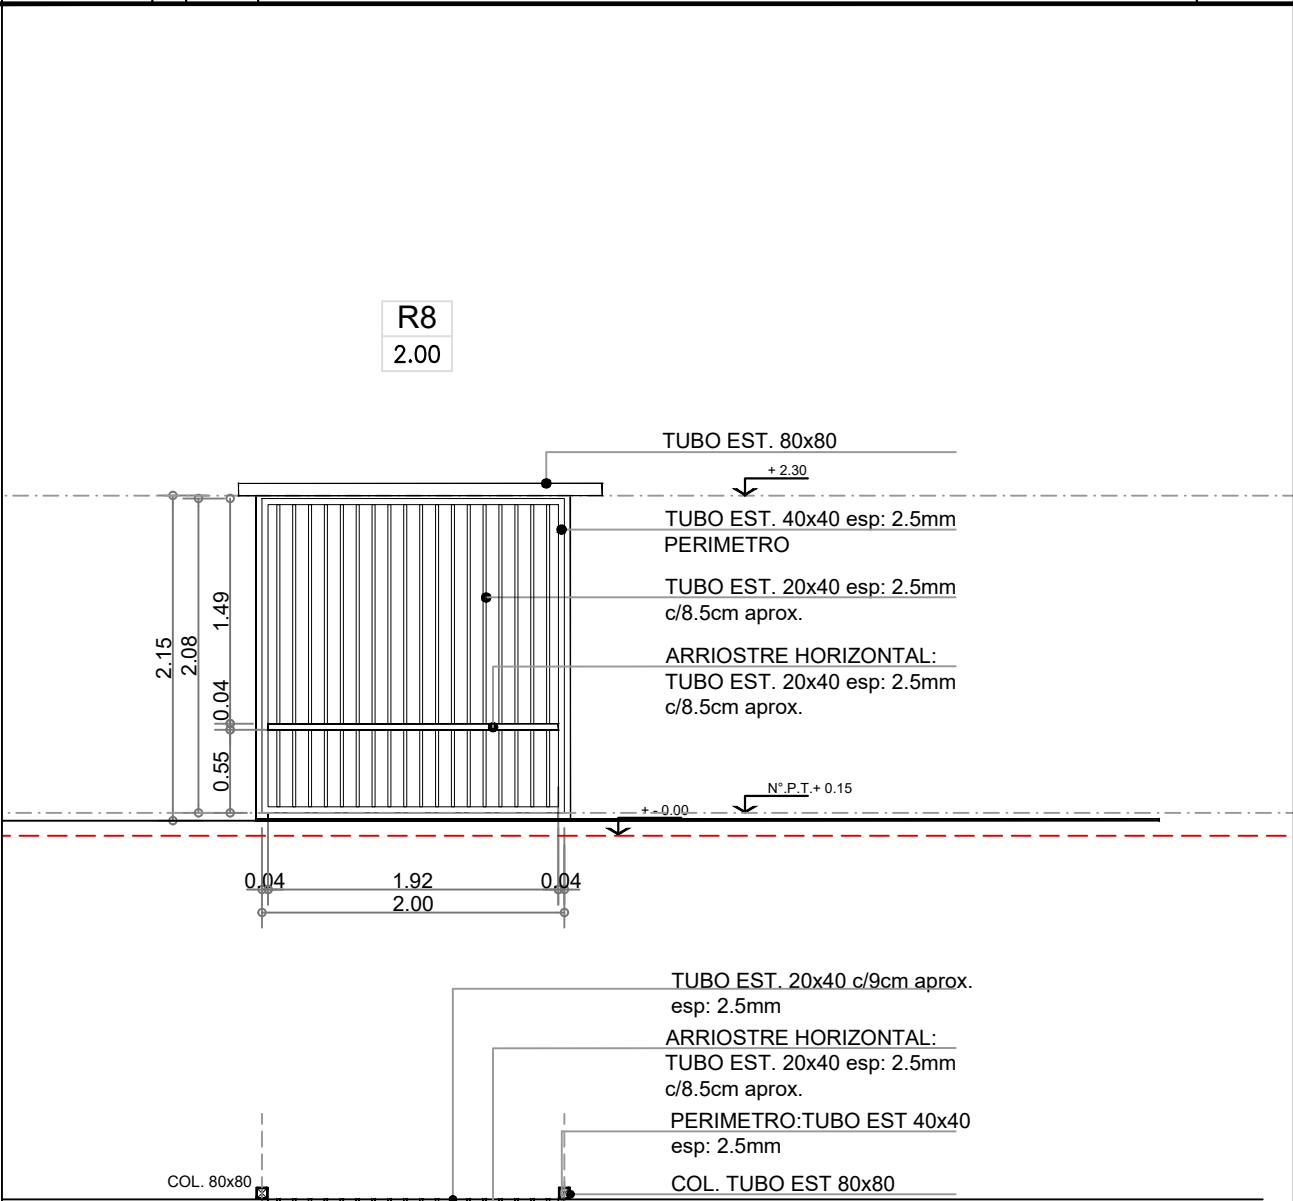 R8
2.00
TUBO EST. 80x80
+ 2.30
TUBO EST. 40x40 esp: 2.5mm
PERIMETRO
TUBO EST. 20x40 esp: 2.5mm
c/8.5cm aprox.
ARRIOSTRE HORIZONTAL:
TUBO EST. 20x40 esp: 2.5mm
c/8.5cm aprox.
2.15
2.08
1.49
0.04
0.55
N°.P.T.+ 0.15
+ - 0.00
0.04
1.92
0.04
2.00
TUBO EST. 20x40 c/9cm aprox.
esp: 2.5mm
ARRIOSTRE HORIZONTAL:
TUBO EST. 20x40 esp: 2.5mm
c/8.5cm aprox.
PERIMETRO:TUBO EST 40x40
esp: 2.5mm
COL. 80x80
COL. TUBO EST 80x80